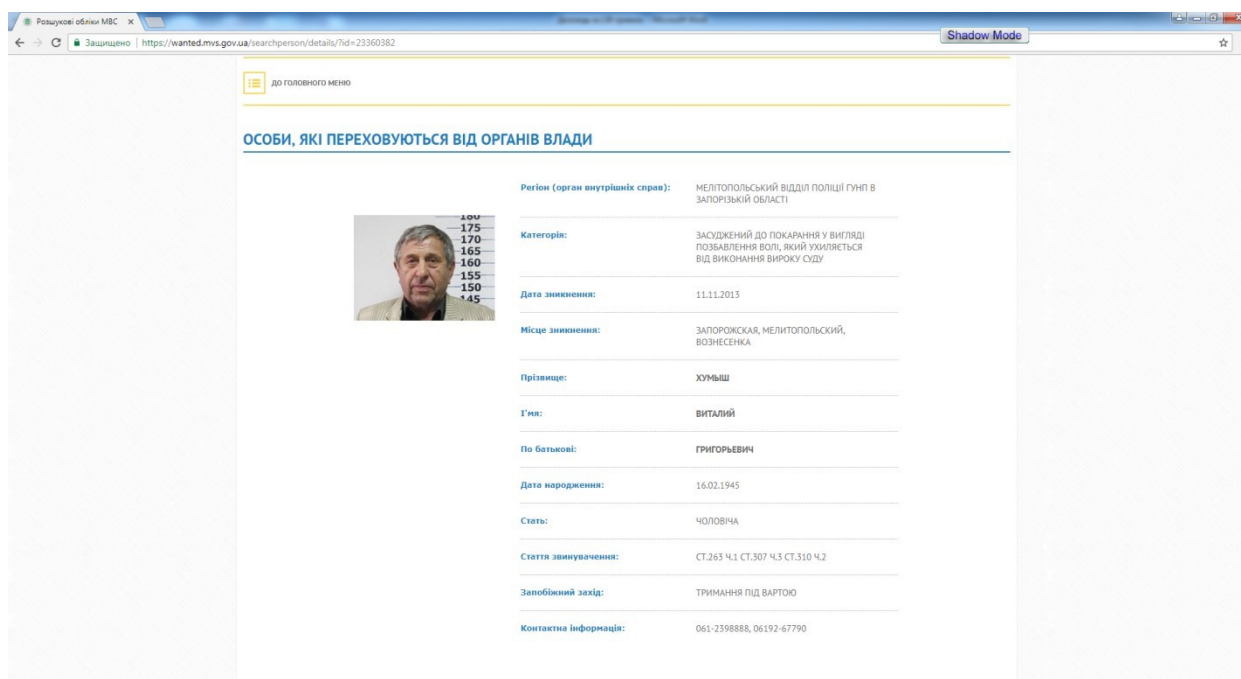 Розшукові обліки МВС
Shadow Mode
Защищено | https://wanted.mvs.gov.ua/searchperson/details/?id=23360382
ДО ГОЛОВНОГО МЕНЮ
ОСОБИ, ЯКІ ПЕРЕХОВУЮТЬСЯ ВІД ОРГАНІВ ВЛАДИ
Регіон (орган внутрішніх справ): МЕЛІТОПОЛЬСЬКИЙ ВІДДІЛ ПОЛІЦІЇ ГУНП В
ЗАПОРІЗЬКІЙ ОБЛАСТІ
180
175
170
165
160
155
150
145
Категорія: ЗАСУДЖЕНИЙ ДО ПОКАРАННЯ У ВИГЛЯДІ
ПОЗБАВЛЕННЯ ВОЛІ, ЯКИЙ УХИЛЯЄТЬСЯ
ВІД ВИКОНАННЯ ВИРОКУ СУДУ
Дата зникнення: 11.11.2013
Місце зникнення: ЗАПОРОЖСКАЯ, МЕЛИТОПОЛЬСКИЙ,
ВОЗНЕСЕНКА
Прізвище: ХУМЫШ
І'мя: ВИТАЛИЙ
По батькові: ГРИГОРЬЕВИЧ
Дата народження: 16.02.1945
Стать: ЧОЛОВІЧА
Стаття звинувачення: СТ.263 Ч.1 СТ.307 Ч.3 СТ.310 Ч.2
Запобіжний захід: ТРИМАННЯ ПІД ВАРТОЮ
Контактна інформація: 061-2398888, 06192-67790